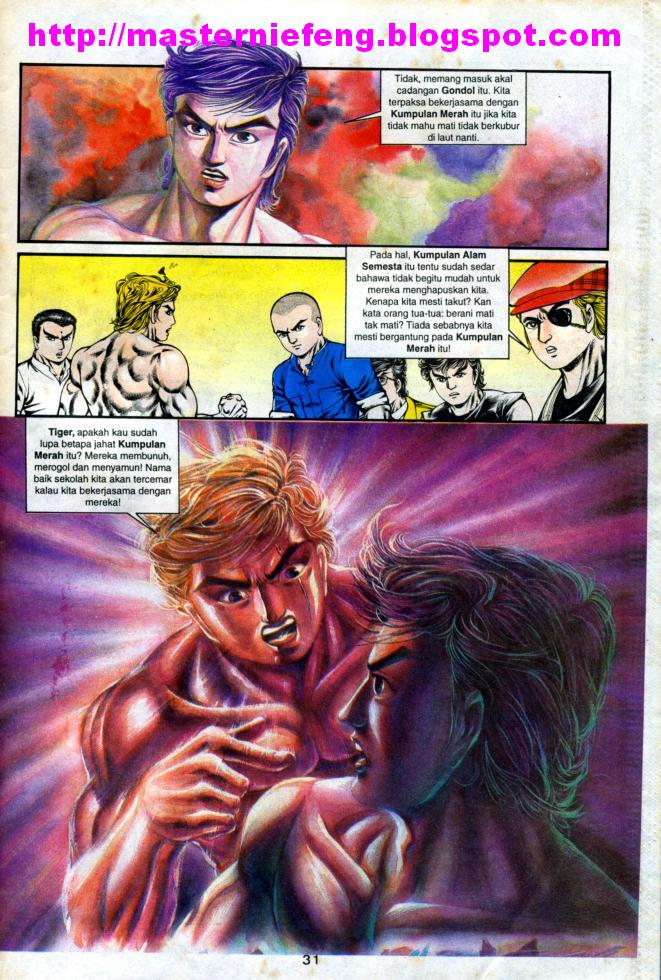 http://masterniefeng.blogspot.com
Tidak, memang masuk akal
cadangan Gondol itu. Kita
terpaksa bekerjasama dengan
Kumpulan Merah itu jika kita
tidak mahu mati tidak berkubur
di laut nanti.
Pada hal, Kumpulan Alam
Semesta itu tentu sudah sedar
bahawa tidak begitu mudah untuk
mereka menghapuskan kita.
Kenapa kita mesti takut? Kan
kata orang tua-tua: berani mati
tak mati? Tiada sebabnya kita
mesti bergantung pada Kumpulan
Merah itu!
Tiger, apakah kau sudah
lupa betapa jahat Kumpulan
Merah itu? Mereka membunuh,
merogol dan menyamun! Nama
baik sekolah kita akan tercemar
kalau kita bekerjasama dengan
mereka!
31